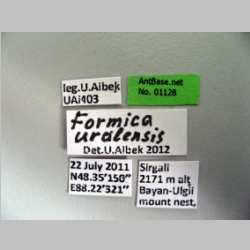 leg.U.Aibek
UAi403
AntBase.net
No. 01128
Formica
uralensis
Det.U.Aibek 2012
22 July 2011
N48.35'150"
E88.22'321"
Sirgali
2171 m alt
Bayan-Ulgii
mount nest,